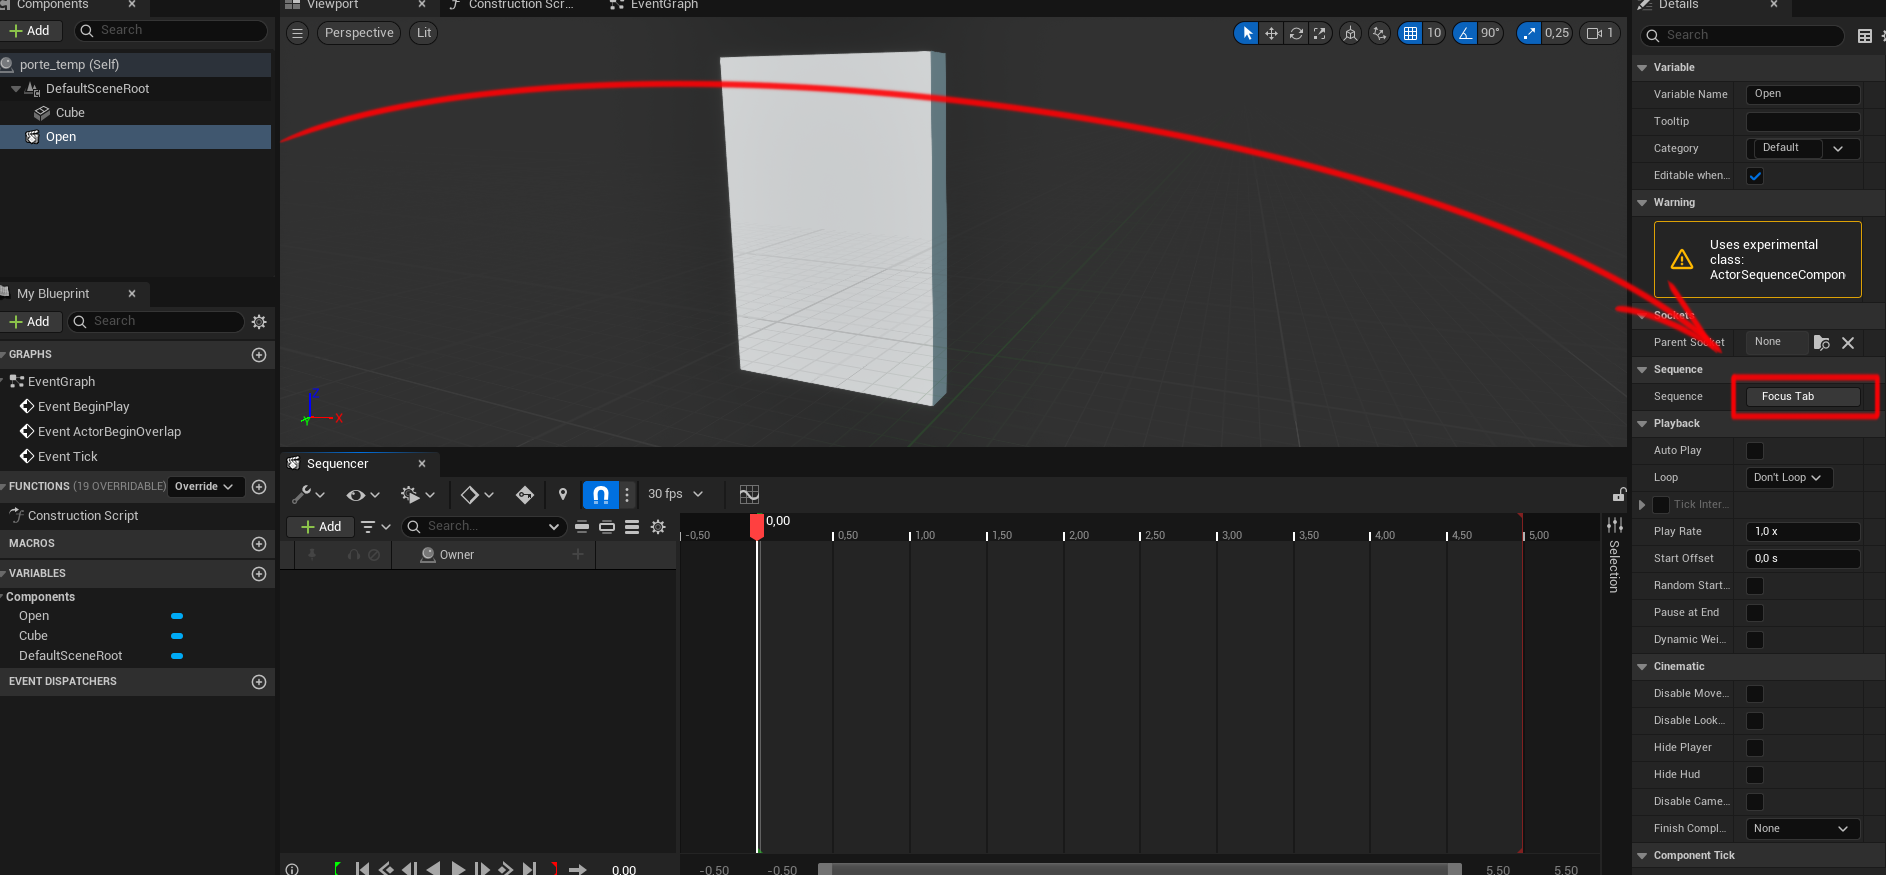 Components
Add
Search
porte_temp (Self)
DefaultSceneRoot
Cube
Open
My Blueprint
Add
Search
GRAPHS
EventGraph
Event BeginPlay
Event ActorBeginOverlap
Event Tick
FUNCTIONS (19 OVERRIDABLE) Override
Construction Script
MACROS
VARIABLES
Components
Open
Cube
DefaultSceneRoot
EVENT DISPATCHERS
Viewport
Construction Scr...
EventGraph
Perspective
Lit
10
90°
0,25
1
Z
X
Y
Sequencer
30 fps
Add
Search...
Owner
0,00
-0,50
0,50
1,00
1,50
2,00
2,50
3,00
3,50
4,00
4,50
5,00
Selection
0,00
-0,50
-0,50
5,50
5,50
Details
Search
Variable
Variable Name Open
Tooltip
Category Default
Editable when...
Warning
Uses experimental
class:
ActorSequenceCompon
Sockets
Parent Socket None
Sequence
Sequence Focus Tab
Playback
Auto Play
Loop Don't Loop
Tick Inter...
Play Rate 1,0 x
Start Offset 0,0 s
Random Start...
Pause at End
Dynamic Wei...
Cinematic
Disable Move...
Disable Look...
Hide Player
Hide Hud
Disable Came...
Finish Compl... None
Component Tick